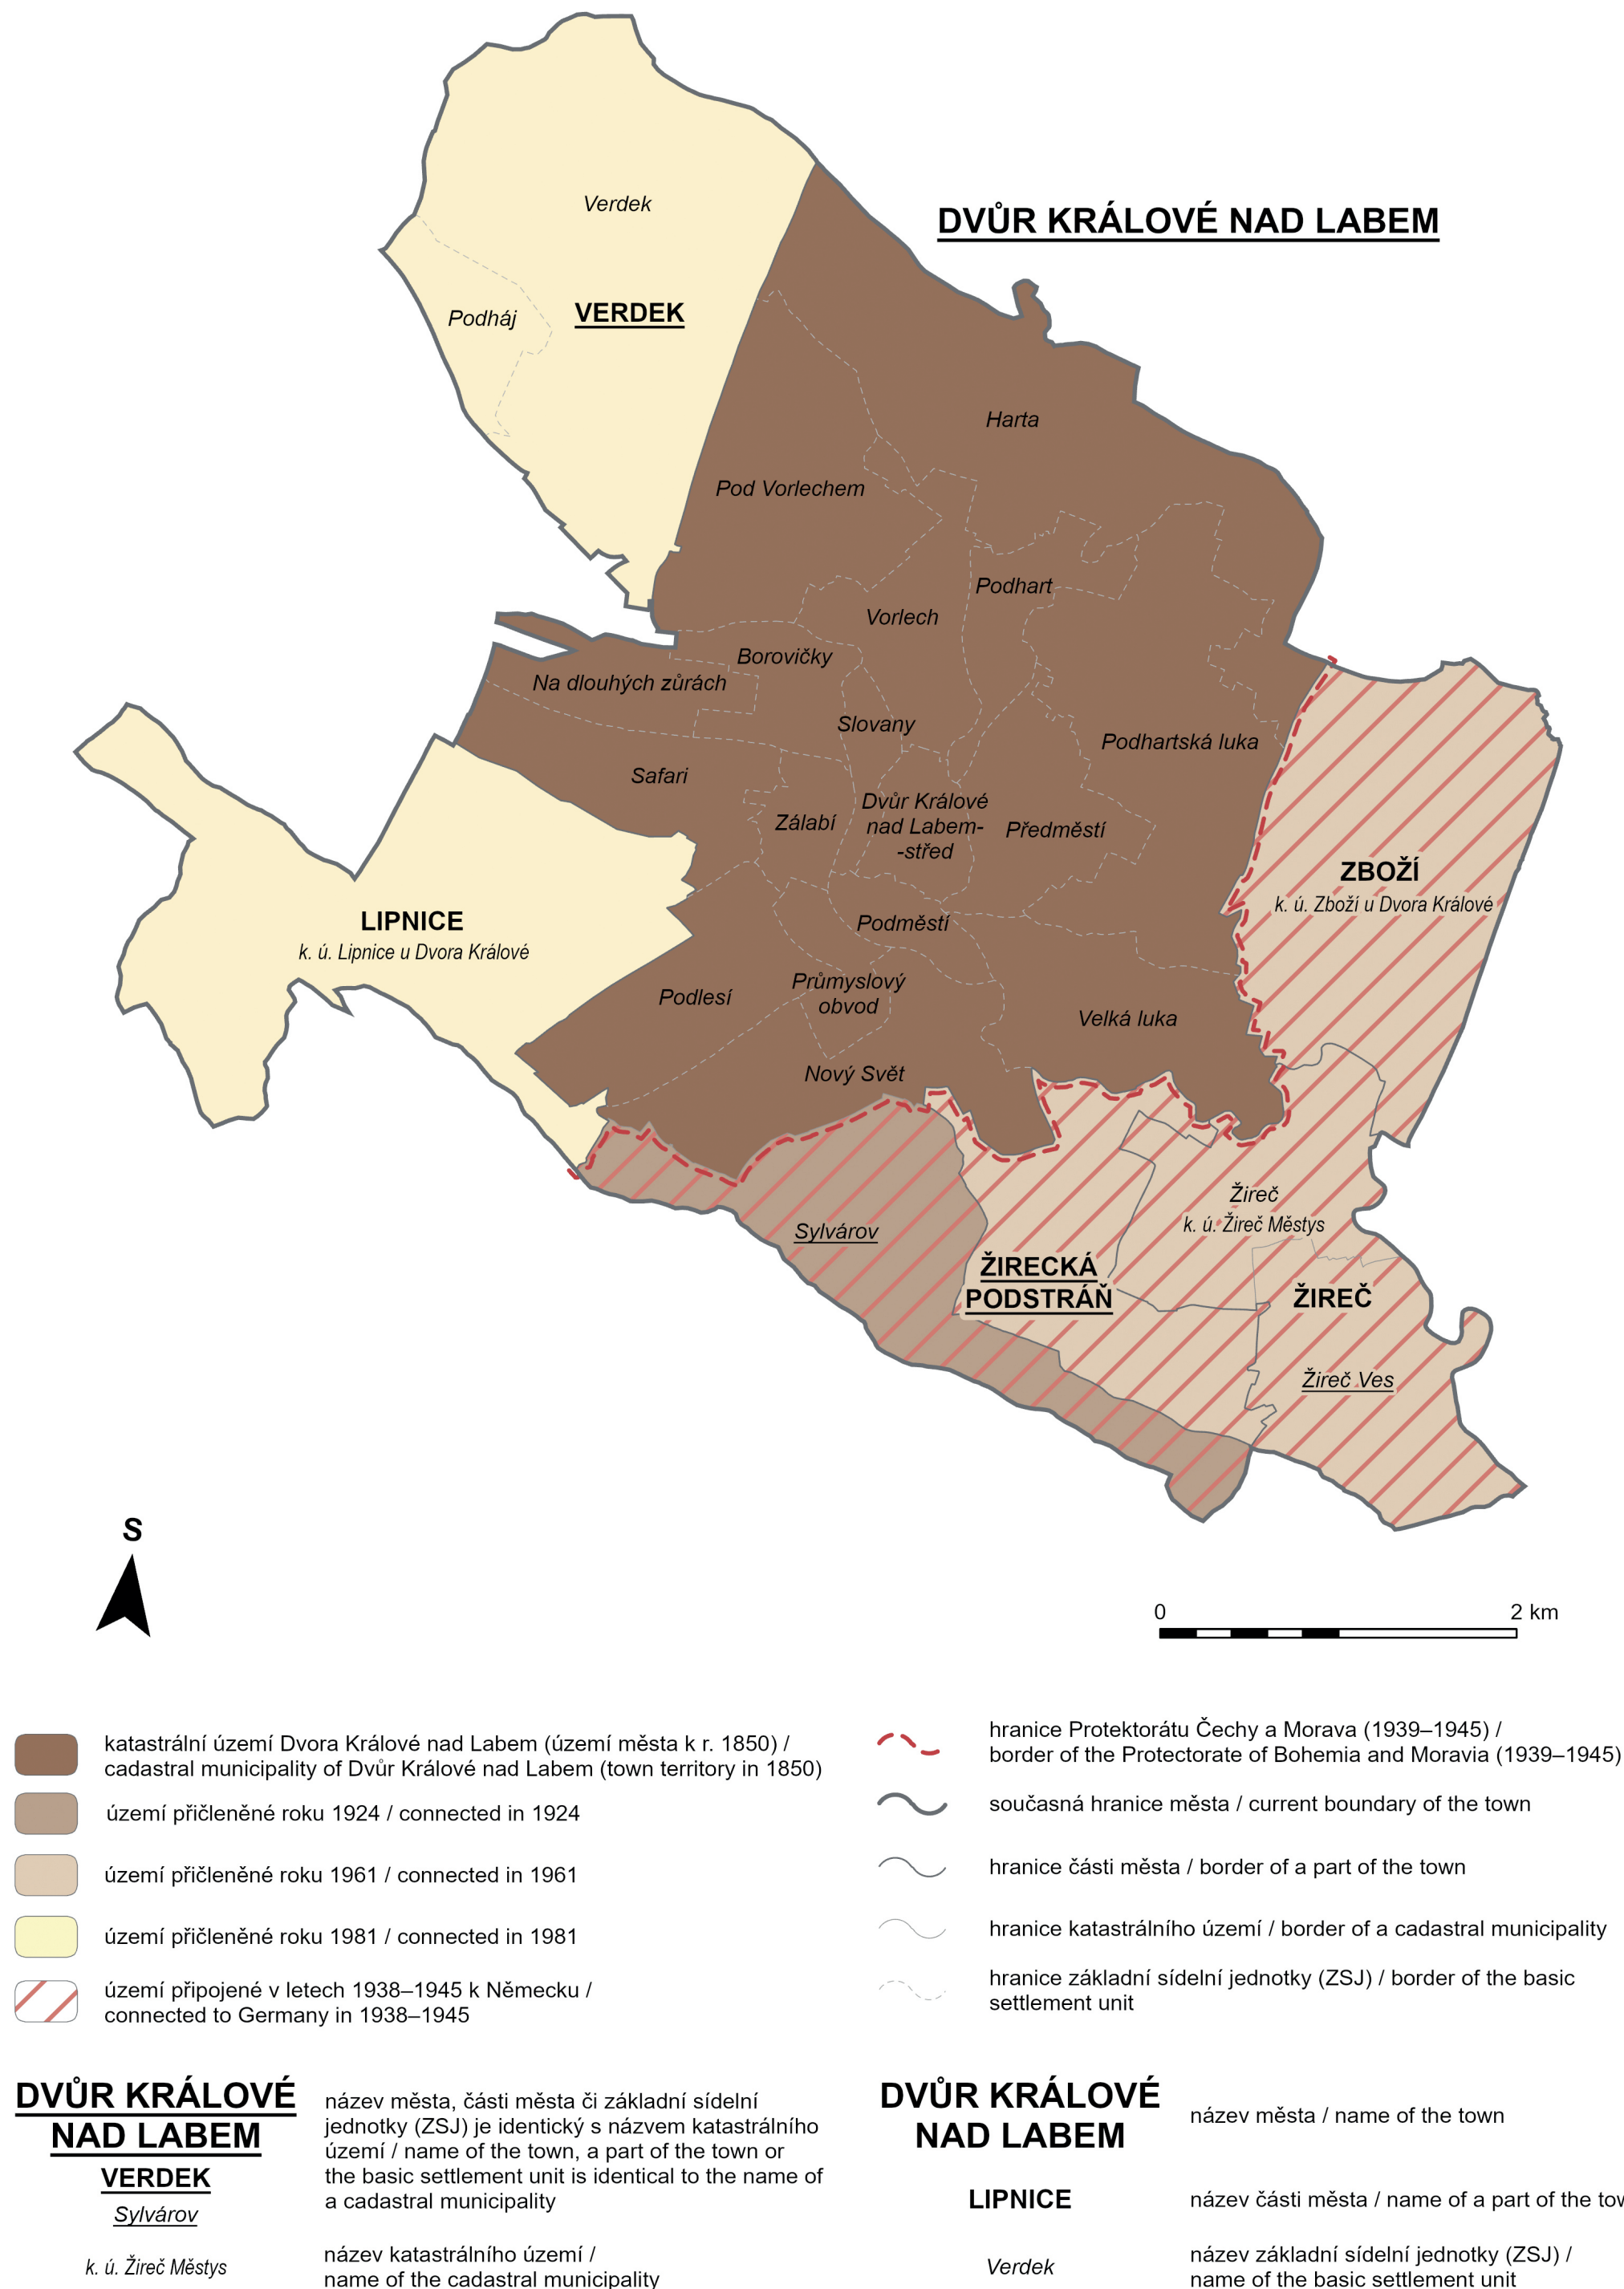 Verdek
DVŮR KRÁLOVÉ NAD LABEM
Podháj
VERDEK
Harta
Pod Vorlechem
Podhart
Vorlech
Borovičky
Na dlouhých zůrách
Slovany
Podhartská luka
Safari
Dvůr Králové
nad Labem-
-střed
Zálabí
Předměstí
ZBOŽÍ
k. ú. Zboží u Dvora Králové
LIPNICE
k. ú. Lipnice u Dvora Králové
Podměstí
Průmyslový
obvod
Podlesí
Velká luka
Nový Svět
Žireč
k. ú. Žireč Městys
Sylvárov
ŽIRECKÁ
PODSTRÁŇ
ŽIREČ
Žireč Ves
S
0 2 km
katastrální území Dvora Králové nad Labem (území města k r. 1850) /
cadastral municipality of Dvůr Králové nad Labem (town territory in 1850)
území přičleněné roku 1924 / connected in 1924
území přičleněné roku 1961 / connected in 1961
území přičleněné roku 1981 / connected in 1981
území připojené v letech 1938–1945 k Německu /
connected to Germany in 1938–1945
hranice Protektorátu Čechy a Morava (1939–1945) /
border of the Protectorate of Bohemia and Moravia (1939–1945)
současná hranice města / current boundary of the town
hranice části města / border of a part of the town
hranice katastrálního území / border of a cadastral municipality
hranice základní sídelní jednotky (ZSJ) / border of the basic
settlement unit
DVŮR KRÁLOVÉ
NAD LABEM
VERDEK
Sylvárov
název města, části města či základní sídelní
jednotky (ZSJ) je identický s názvem katastrálního
území / name of the town, a part of the town or
the basic settlement unit is identical to the name of
a cadastral municipality
k. ú. Žireč Městys
název katastrálního území /
name of the cadastral municipality
DVŮR KRÁLOVÉ
NAD LABEM
název města / name of the town
LIPNICE
název části města / name of a part of the
Verdek
název základní sídelní jednotky (ZSJ) /
name of the basic settlement unit